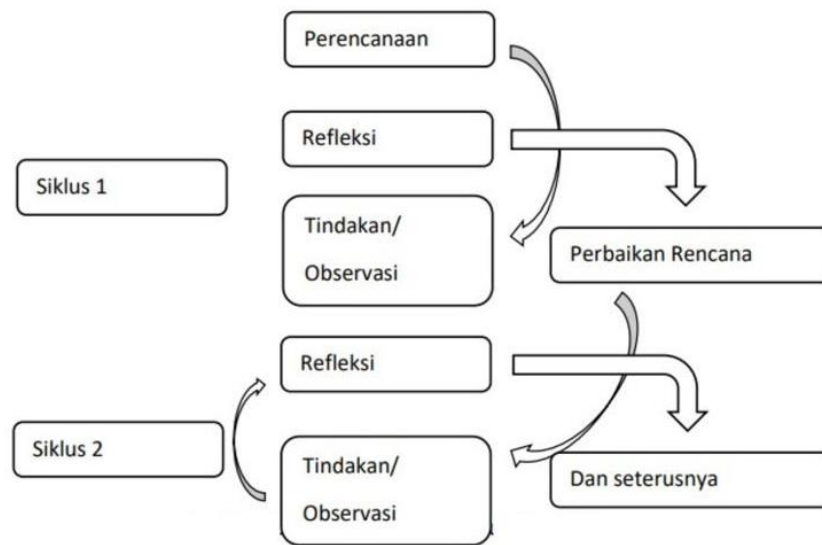 Perencanaan
Refleksi
Siklus 1
Tindakan/
Observasi
Perbaikan Rencana
Refleksi
Siklus 2
Tindakan/
Observasi
Dan seterusnya